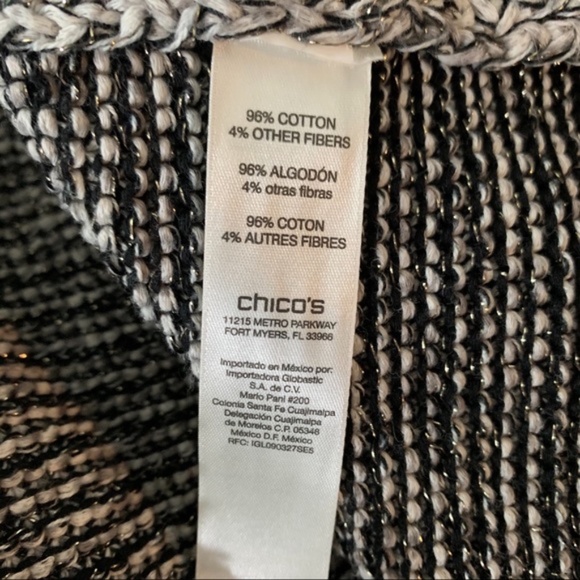 96% COTTON
4% OTHER FIBERS
96% ALGODÓN
4% otras fibras
96% COTON
4% AUTRES FIBRES
chico's
11215 METRO PARKWAY
FORT MYERS, FL 33966
Importado en México por:
Importadora Globastic
S.A. de C.V.
Mario Pani #200
Colonia Santa Fe Cuajimalpa
Delegación Cuajimalpa
de Morelos C.P. 05348
México D.F. México
RFC: IGL090327SE5